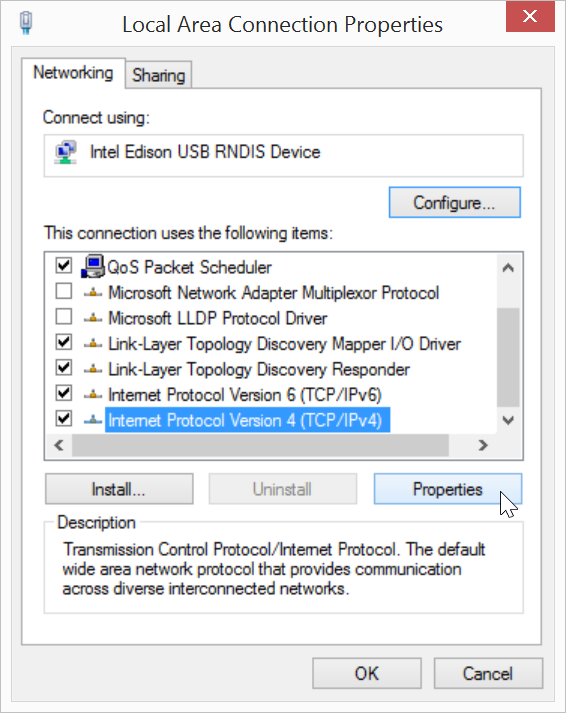 Local Area Connection Properties
Networking
Sharing
Connect using:
Intel Edison USB RNDIS Device
Configure...
This connection uses the following items:
QoS Packet Scheduler
Microsoft Network Adapter Multiplexor Protocol
Microsoft LLDP Protocol Driver
Link-Layer Topology Discovery Mapper I/O Driver
Link-Layer Topology Discovery Responder
Internet Protocol Version 6 (TCP/IPv6)
Internet Protocol Version 4 (TCP/IPv4)
Install...
Uninstall
Properties
Description
Transmission Control Protocol/Internet Protocol. The default
wide area network protocol that provides communication
across diverse interconnected networks.
OK
Cancel